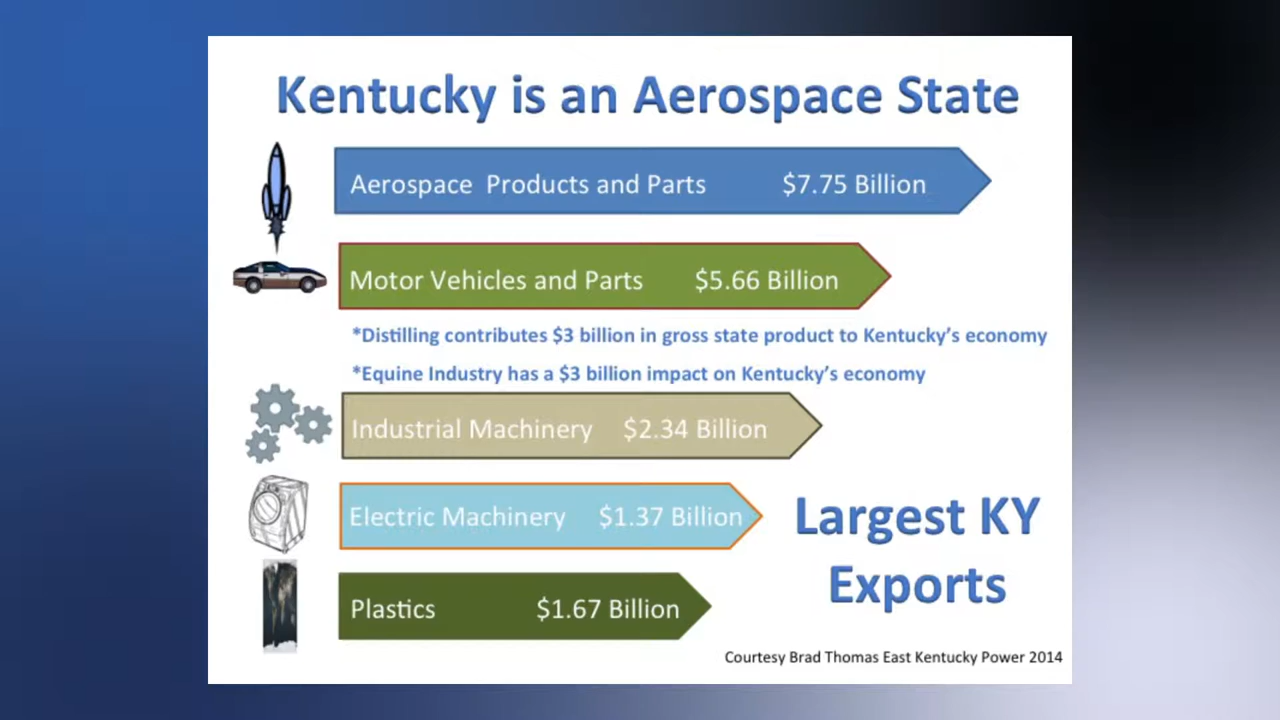 Kentucky is an Aerospace State
Aerospace Products and Parts $7.75 Billion
Motor Vehicles and Parts $5.66 Billion
*Distilling contributes $3 billion in gross state product to Kentucky's economy
*Equine Industry has a $3 billion impact on Kentucky's economy
Industrial Machinery $2.34 Billion
Electric Machinery $1.37 Billion
Plastics $1.67 Billion
Largest KY
Exports
Courtesy Brad Thomas East Kentucky Power 2014